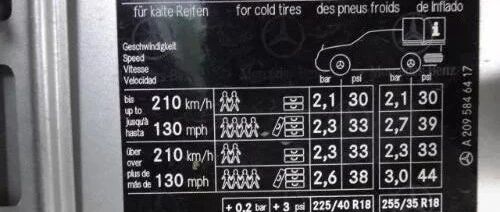 für kalte Reifen for cold tires des pneus froids de inflado
Geschwindigkeit
Speed
Vitesse
Velocidad
bar psi bar psi
bis
up to
jusqu'à
hasta
210 km/h 2,1 30 2,1 30
130 mph 2,3 33 2,7 39
über
over
plus de
más de
210 km/h 2,3 33 2,3 33
130 mph 2,6 38 3,0 44
+ 0,2 bar + 3 psi 225/40 R18 255/35 R18
A 209 584 64 17